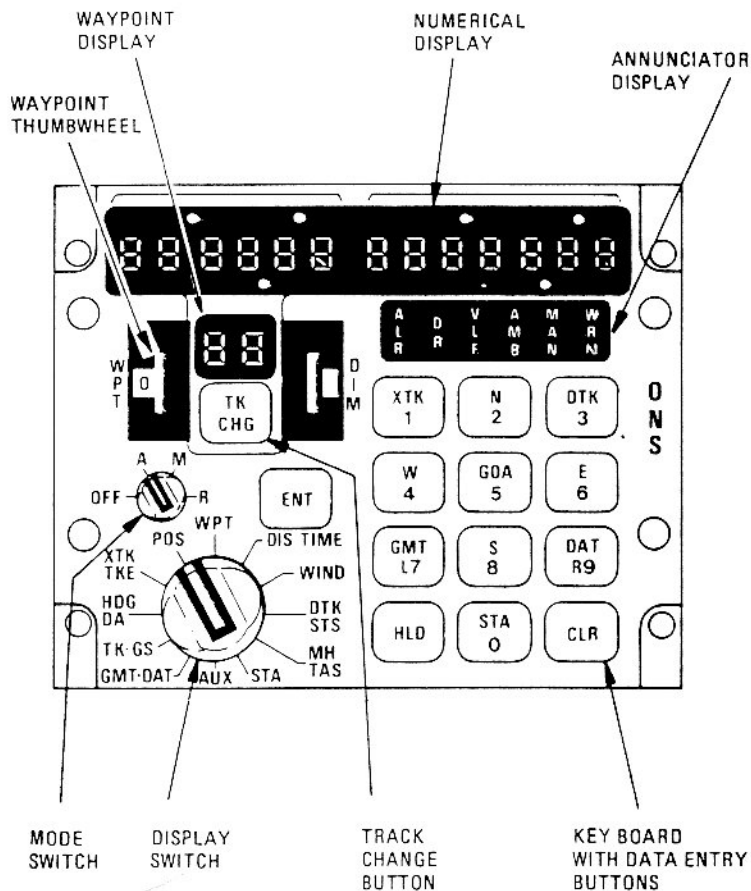 WAYPOINT
DISPLAY
NUMERICAL
DISPLAY
ANNUNCIATOR
DISPLAY
WAYPOINT
THUMBWHEEL
ALR
DR
VLF
AMB
MAN
WRN
WPT
0
DIM
TK
CHG
XTK
1
N
2
DTK
3
ONS
W
4
GOA
5
E
6
GMT
L7
S
8
DAT
R9
HLD
STA
0
CLR
ENT
OFF
A
M
R
POS
WPT
DIS TIME
WIND
DTK
STS
MH
TAS
STA
AUX
GMT·DAT
TK·GS
HDG
DA
XTK
TKE
MODE
SWITCH
DISPLAY
SWITCH
TRACK
CHANGE
BUTTON
KEY BOARD
WITH DATA ENTRY
BUTTONS